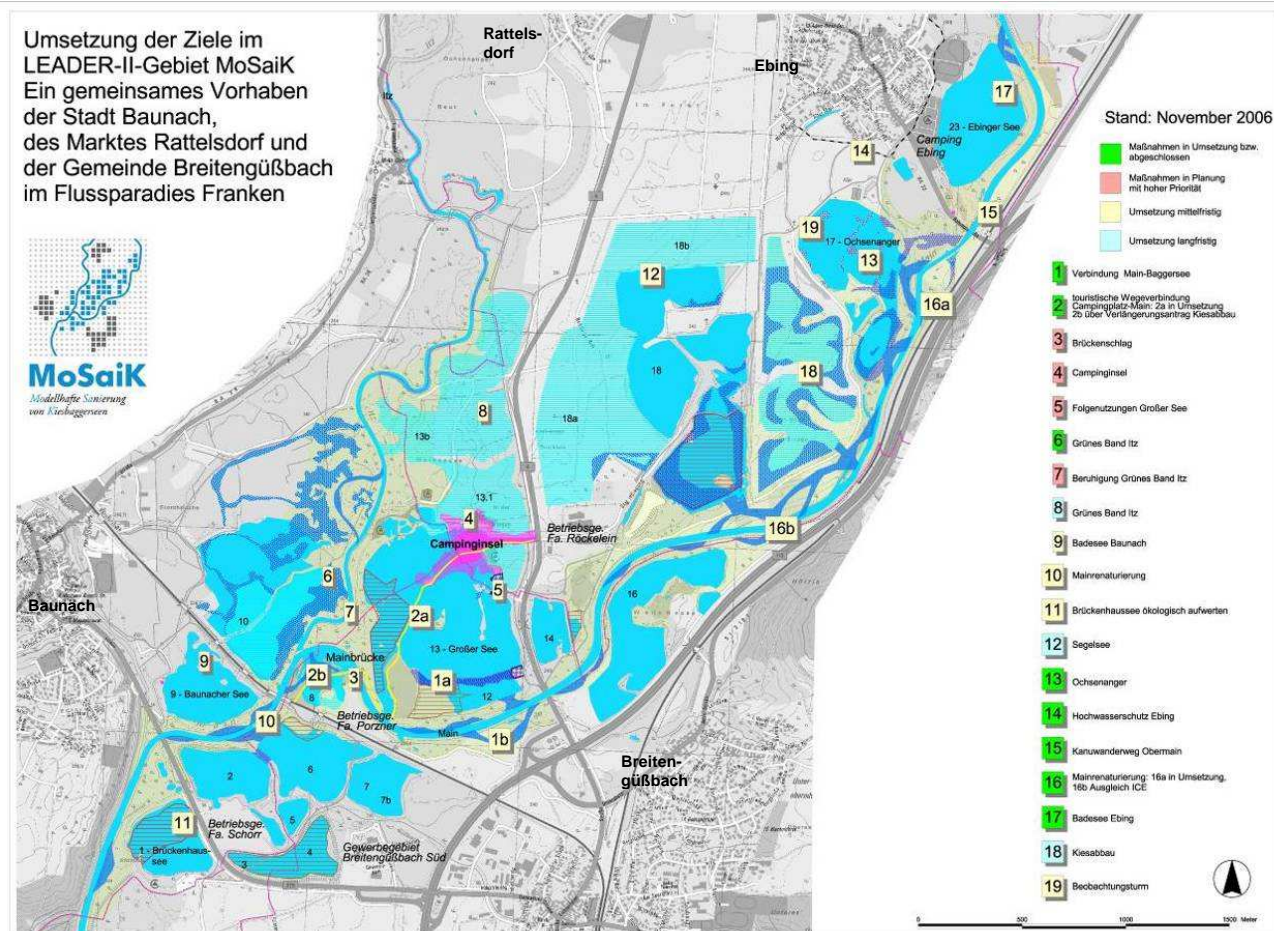 Umsetzung der Ziele im
LEADER-II-Gebiet MoSaiK
Ein gemeinsames Vorhaben
der Stadt Baunach,
des Marktes Rattelsdorf und
der Gemeinde Breitengüßbach
im Flussparadies Franken
MoSaiK
Modellhafte Sanierung
von Kiesbaggerseen
Rattels-
dorf
Ebing
Itz
17
23 - Ebinger See
Camping
Ebing
14
15
19
17 - Ochsenanger
13
16a
18b
12
18
18
18a
8
13b
13.1
4
Campinginsel
Betriebsge.
Fa. Röckelein
16b
5
6
7
10
2a
16
14
13 - Großer See
Baunach
9
9 - Baunacher See
Mainbrücke
2b
3
1a
12
8
10
Betriebsge.
Fa. Porzner
Main
1b
Breiten-
güßbach
2
6
7
7b
5
11
Betriebsge.
Fa. Schorr
1 - Brückenhaus-
see
3
4
Gewerbegebiet
Breitengüßbach Süd
Stand: November 2006
Maßnahmen in Umsetzung bzw.
abgeschlossen
Maßnahmen in Planung
mit hoher Priorität
Umsetzung mittelfristig
Umsetzung langfristig
1 Verbindung Main-Baggersee
2 touristische Wegeverbindung
Campingplatz-Main: 2a in Umsetzung
2b über Verlängerungsantrag Kiesabbau
3 Brückenschlag
4 Campinginsel
5 Folgenutzungen Großer See
6 Grünes Band Itz
7 Beruhigung Grünes Band Itz
8 Grünes Band Itz
9 Badesee Baunach
10 Mainrenaturierung
11 Brückenhaussee ökologisch aufwerten
12 Segelsee
13 Ochsenanger
14 Hochwasserschutz Ebing
15 Kanuwanderweg Obermain
16 Mainrenaturierung: 16a in Umsetzung,
16b Ausgleich ICE
17 Badesee Ebing
18 Kiesabbau
19 Beobachtungsturm
0 500 1000 1500 Meter